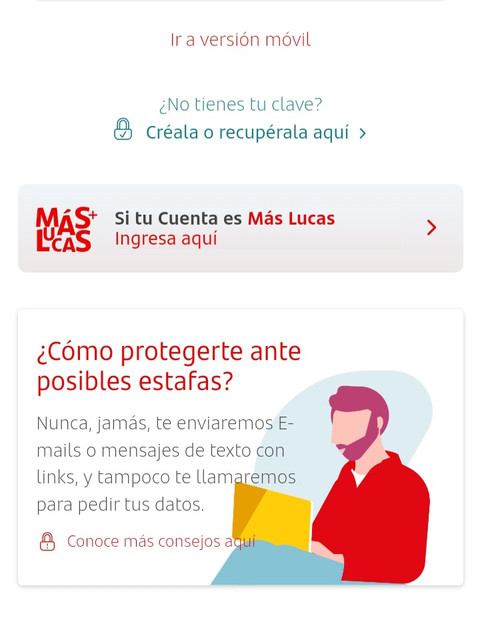 Ir a versión móvil
¿No tienes tu clave?
Créala o recupérala aquí
MÁS+
LUCAS
Si tu Cuenta es Más Lucas
Ingresa aquí
¿Cómo protegerte ante
posibles estafas?
Nunca, jamás, te enviaremos E-
mails o mensajes de texto con
links, y tampoco te llamaremos
para pedir tus datos.
Conoce más consejos aquí